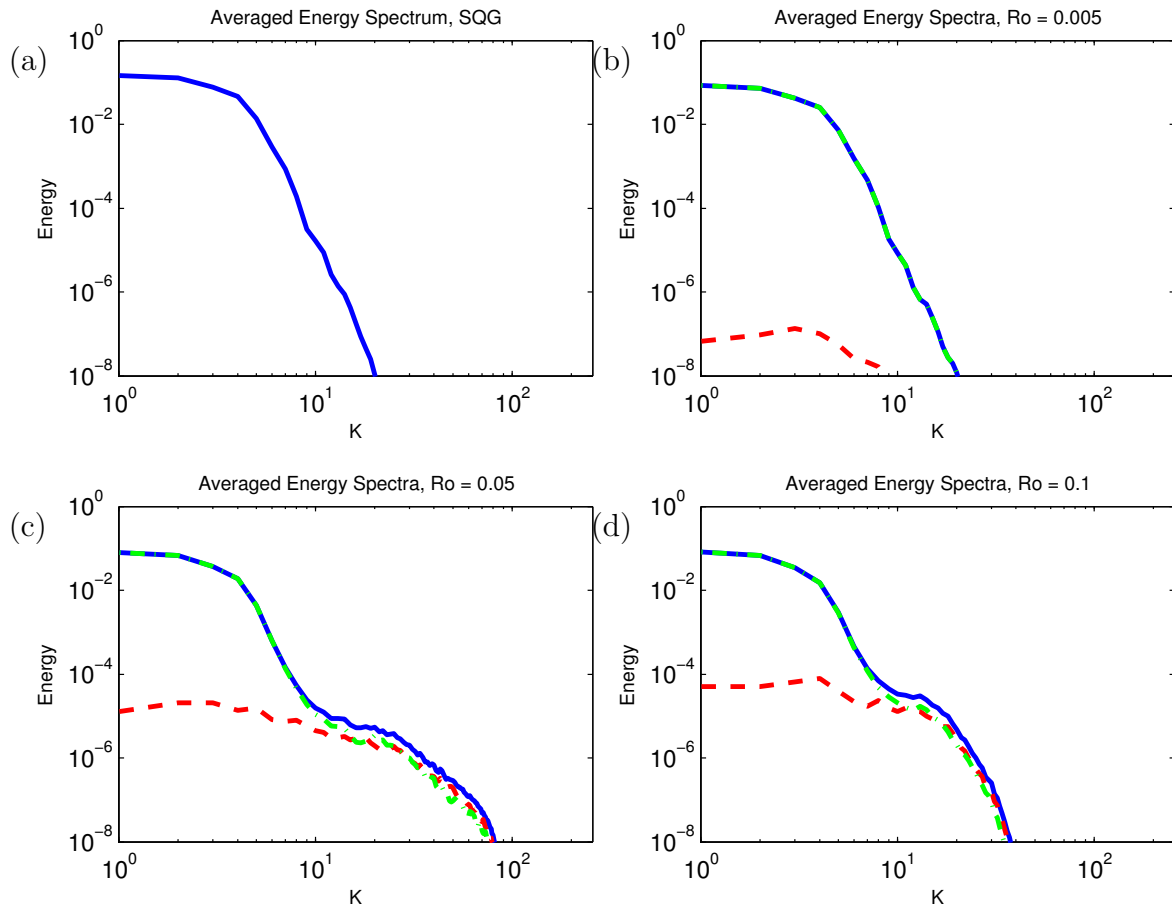 Averaged Energy Spectrum, SQG
(a)
10^0
10^-2
10^-4
10^-6
10^-8
Energy
10^0
10^1
10^2
K
Averaged Energy Spectra, Ro = 0.005
(b)
10^0
10^-2
10^-4
10^-6
10^-8
Energy
10^0
10^1
10^2
K
Averaged Energy Spectra, Ro = 0.05
(c)
10^0
10^-2
10^-4
10^-6
10^-8
Energy
10^0
10^1
10^2
K
Averaged Energy Spectra, Ro = 0.1
(d)
10^0
10^-2
10^-4
10^-6
10^-8
Energy
10^0
10^1
10^2
K